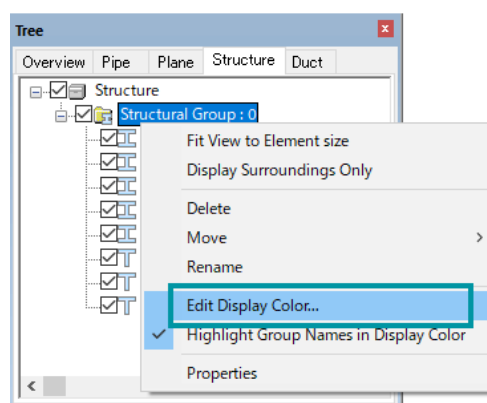 Tree
Overview Pipe Plane Structure Duct
Structure
Structural Group : 0
Fit View to Element size
Display Surroundings Only
Delete
Move
Rename
Edit Display Color...
Highlight Group Names in Display Color
Properties